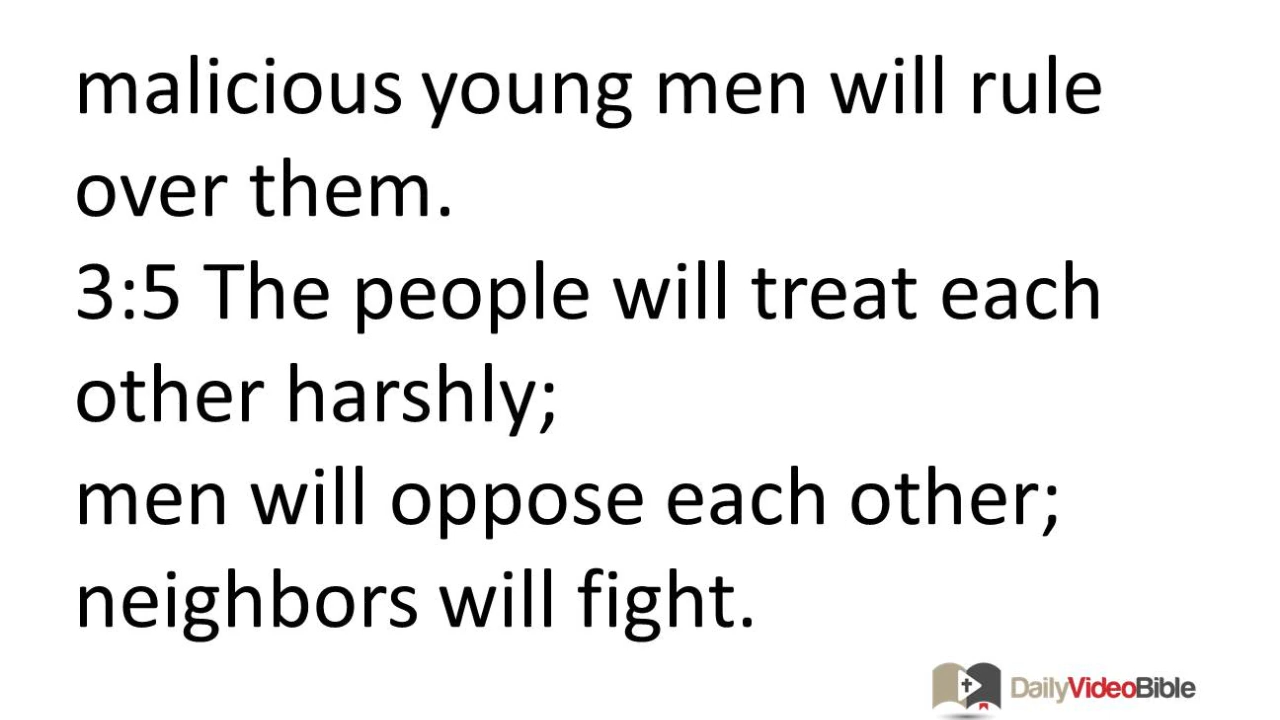 malicious young men will rule
over them.
3:5 The people will treat each
other harshly;
men will oppose each other;
neighbors will fight.
DailyVideoBible